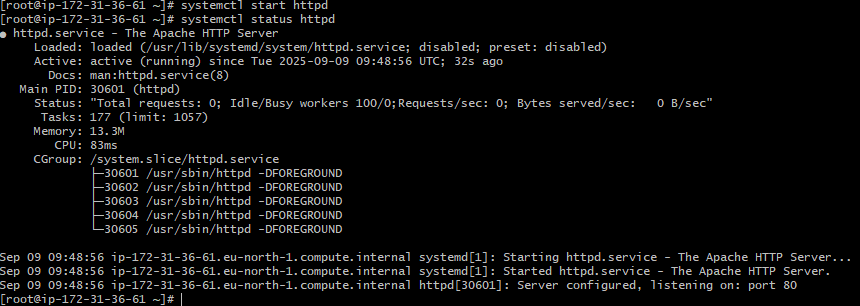 [root@ip-172-31-36-61 ~]# systemctl start httpd
[root@ip-172-31-36-61 ~]# systemctl status httpd
● httpd.service - The Apache HTTP Server
     Loaded: loaded (/usr/lib/systemd/system/httpd.service; disabled; preset: disabled)
     Active: active (running) since Tue 2025-09-09 09:48:56 UTC; 32s ago
       Docs: man:httpd.service(8)
   Main PID: 30601 (httpd)
     Status: "Total requests: 0; Idle/Busy workers 100/0;Requests/sec: 0; Bytes served/sec:   0 B/sec"
      Tasks: 177 (limit: 1057)
     Memory: 13.3M
        CPU: 83ms
     CGroup: /system.slice/httpd.service
             ├─30601 /usr/sbin/httpd -DFOREGROUND
             ├─30602 /usr/sbin/httpd -DFOREGROUND
             ├─30603 /usr/sbin/httpd -DFOREGROUND
             ├─30604 /usr/sbin/httpd -DFOREGROUND
             └─30605 /usr/sbin/httpd -DFOREGROUND
Sep 09 09:48:56 ip-172-31-36-61.eu-north-1.compute.internal systemd[1]: Starting httpd.service - The Apache HTTP Server...
Sep 09 09:48:56 ip-172-31-36-61.eu-north-1.compute.internal systemd[1]: Started httpd.service - The Apache HTTP Server.
Sep 09 09:48:56 ip-172-31-36-61.eu-north-1.compute.internal httpd[30601]: Server configured, listening on: port 80
[root@ip-172-31-36-61 ~]#